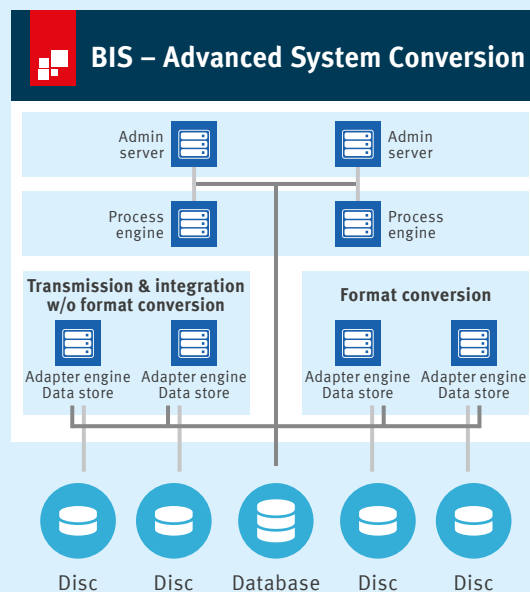 BIS – Advanced System Conversion
Admin
server
Admin
server
Process
engine
Process
engine
Transmission & integration
w/o format conversion
Format conversion
Adapter engine
Data store
Adapter engine
Data store
Adapter engine
Data store
Adapter engine
Data store
Disc
Disc
Database
Disc
Disc